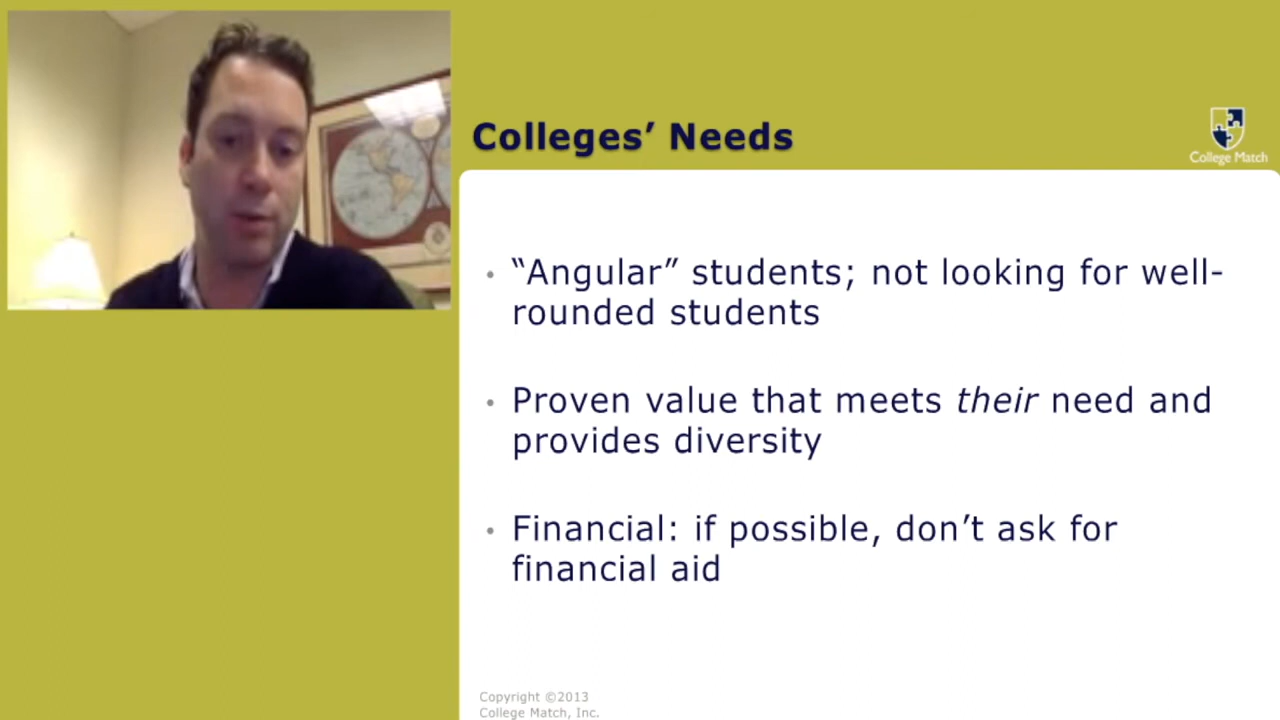 Colleges’ Needs
College Match
• “Angular” students; not looking for well-
rounded students
• Proven value that meets their need and
provides diversity
• Financial: if possible, don’t ask for
financial aid
Copyright ©2013
College Match, Inc.